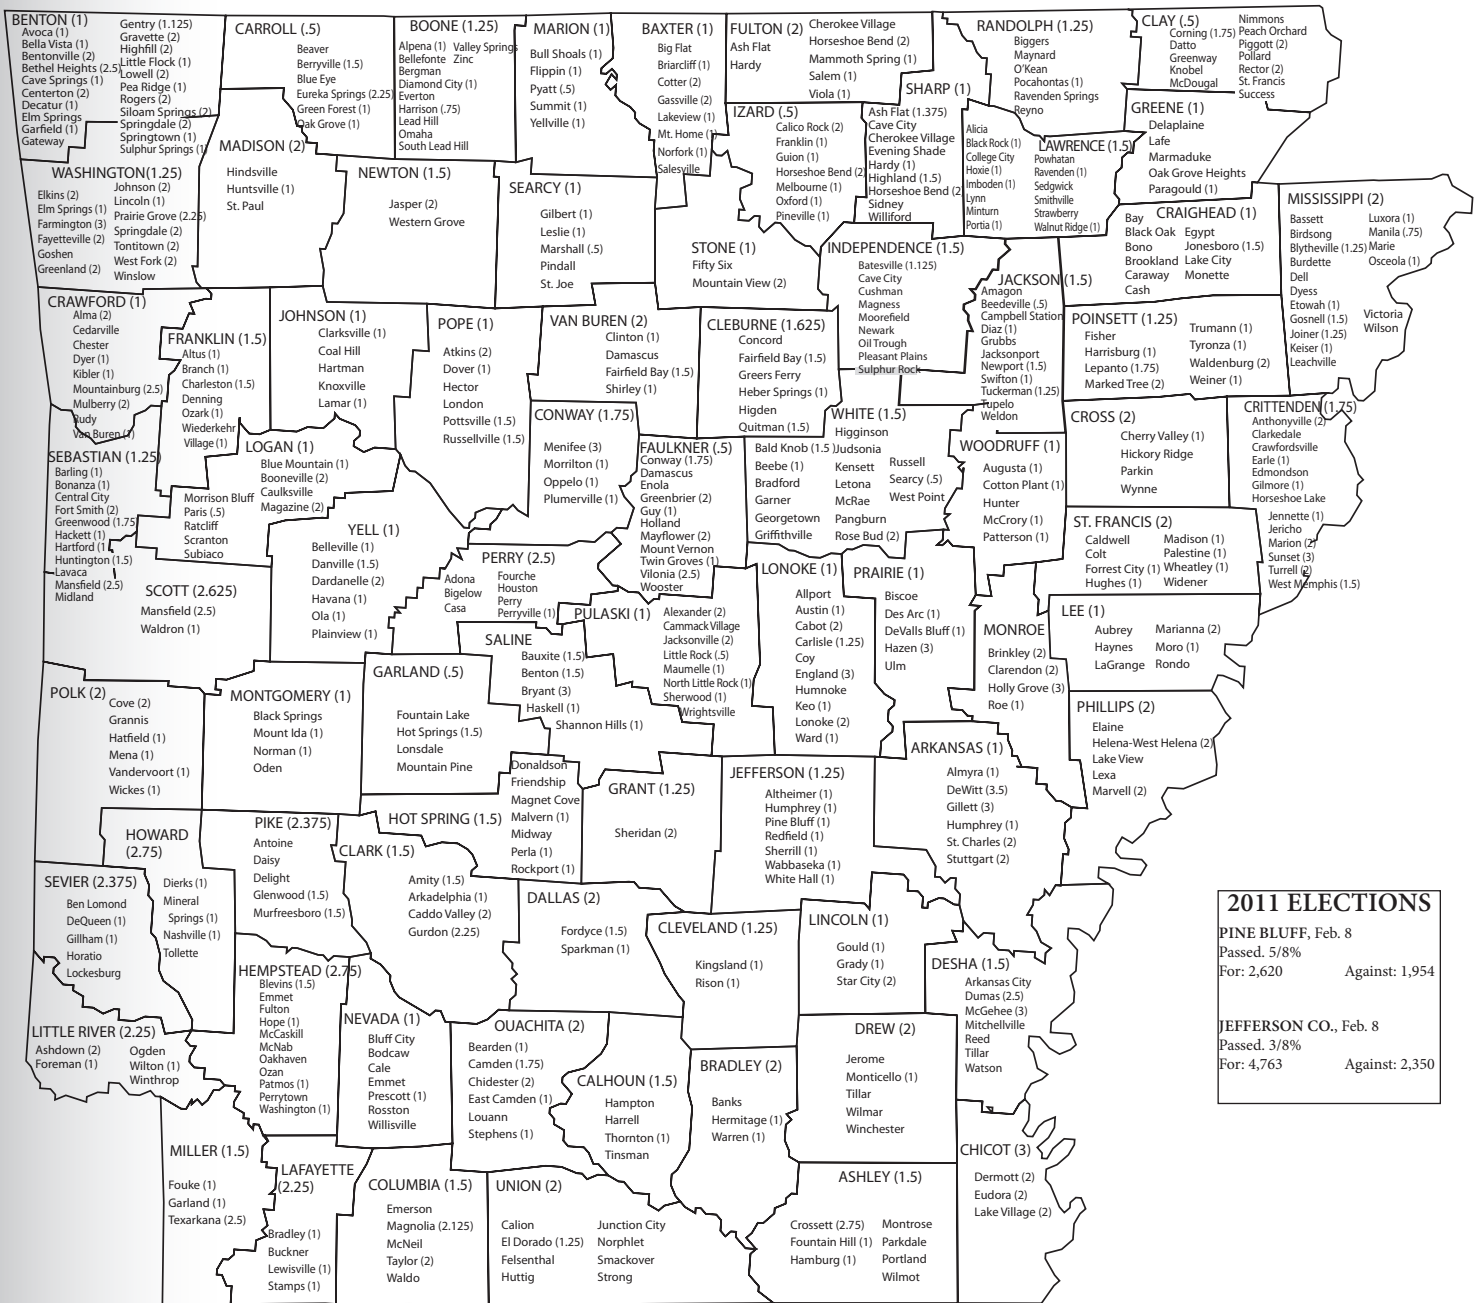 BENTON (1)
Avoca (1)
Bella Vista (1)
Bentonville (2)
Bethel Heights (2.5)
Cave Springs (1)
Centerton (2)
Decatur (1)
Elm Springs
Garfield (1)
Gateway
Gentry (1.125)
Gravette (2)
Highfill (2)
Little Flock (1)
Lowell (2)
Pea Ridge (1)
Rogers (2)
Siloam Springs (2)
Springdale (2)
Springtown (1)
Sulphur Springs (1)
CARROLL (.5)
Beaver
Berryville (1.5)
Blue Eye
Eureka Springs (2.25)
Green Forest (1)
Oak Grove (1)
BOONE (1.25)
Alpena (1)
Bellefonte
Bergman
Diamond City (1)
Everton
Harrison (.75)
Lead Hill
Omaha
South Lead Hill
Valley Springs
Zinc
MARION (1)
Bull Shoals (1)
Flippin (1)
Pyatt (.5)
Summit (1)
Yellville (1)
BAXTER (1)
Big Flat
Briarcliff (1)
Cotter (2)
Gassville (2)
Lakeview (1)
Mt. Home (1)
Norfork (1)
Salesville
FULTON (2)
Ash Flat
Hardy
Cherokee Village
Horseshoe Bend (2)
Mammoth Spring (1)
Salem (1)
Viola (1)
RANDOLPH (1.25)
Biggers
Maynard
O'Kean
Pocahontas (1)
Ravenden Springs
Reyno
CLAY (.5)
Corning (1.75)
Datto
Greenway
Knobel
McDougal
Nimmons
Peach Orchard
Piggott (2)
Pollard
Rector (2)
St. Francis
Success
MADISON (2)
Hindsville
Huntsville (1)
St. Paul
WASHINGTON(1.25)
Elkins (2)
Elm Springs (1)
Farmington (3)
Fayetteville (2)
Goshen
Greenland (2)
Johnson (2)
Lincoln (1)
Prairie Grove (2.25)
Springdale (2)
Tontitown (2)
West Fork (2)
Winslow
NEWTON (1.5)
Jasper (2)
Western Grove
SEARCY (1)
Gilbert (1)
Leslie (1)
Marshall (.5)
Pindall
St. Joe
IZARD (.5)
Calico Rock (2)
Franklin (1)
Guion (1)
Horseshoe Bend (2)
Melbourne (1)
Oxford (1)
Pineville (1)
SHARP (1)
Ash Flat (1.375)
Cave City
Cherokee Village
Evening Shade
Hardy (1)
Highland (1.5)
Horseshoe Bend (2)
Sidney
Williford
LAWRENCE (1.5)
Alicia
Black Rock (1)
College City
Hoxie (1)
Imboden (1)
Lynn
Minturn
Portia (1)
Powhatan
Ravenden (1)
Sedgwick
Smithville
Strawberry
Walnut Ridge (1)
GREENE (1)
Delaplaine
Lafe
Marmaduke
Oak Grove Heights
Paragould (1)
MISSISSIPPI (2)
Bassett
Birdsong
Blytheville (1.25)
Burdette
Dell
Dyess
Etowah (1)
Gosnell (1.5)
Joiner (1.25)
Keiser (1)
Leachville
Luxora (1)
Manila (.75)
Marie
Osceola (1)
Victoria
Wilson
CRAIGHEAD (1)
Bay
Black Oak
Bono
Brookland
Caraway
Cash
Egypt
Jonesboro (1.5)
Lake City
Monette
STONE (1)
Fifty Six
Mountain View (2)
INDEPENDENCE (1.5)
Batesville (1.125)
Cave City
Cushman
Magness
Moorefield
Newark
Oil Trough
Pleasant Plains
Sulphur Rock
JACKSON (1.5)
Amagon
Beedeville (.5)
Campbell Station
Diaz (1)
Grubbs
Jacksonport
Newport (1.5)
Swifton (1)
Tuckerman (1.25)
Tupelo
Weldon
POINSETT (1.25)
Fisher
Harrisburg (1)
Lepanto (1.75)
Marked Tree (2)
Trumann (1)
Tyronza (1)
Waldenburg (2)
Weiner (1)
CRAWFORD (1)
Alma (2)
Cedarville
Chester
Dyer (1)
Kibler (1)
Mountainburg (2.5)
Mulberry (2)
Rudy
Van Buren (1)
FRANKLIN (1.5)
Altus (1)
Branch (1)
Charleston (1.5)
Denning
Ozark (1)
Wiederkehr
Village (1)
JOHNSON (1)
Clarksville (1)
Coal Hill
Hartman
Knoxville
Lamar (1)
POPE (1)
Atkins (2)
Dover (1)
Hector
London
Pottsville (1.5)
Russellville (1.5)
VAN BUREN (2)
Clinton (1)
Damascus
Fairfield Bay (1.5)
Shirley (1)
CLEBURNE (1.625)
Concord
Fairfield Bay (1.5)
Greers Ferry
Heber Springs (1)
Higden
Quitman (1.5)
CONWAY (1.75)
Menifee (3)
Morrilton (1)
Oppelo (1)
Plumerville (1)
FAULKNER (.5)
Conway (1.75)
Damascus
Enola
Greenbrier (2)
Guy (1)
Holland
Mayflower (2)
Mount Vernon
Twin Groves (1)
Vilonia (2.5)
Wooster
WHITE (1.5)
Bald Knob (1.5)
Beebe (1)
Bradford
Garner
Georgetown
Griffithville
Higginson
Judsonia
Kensett
Letona
McRae
Pangburn
Rose Bud (2)
Russell
Searcy (.5)
West Point
WOODRUFF (1)
Augusta (1)
Cotton Plant (1)
Hunter
McCrory (1)
Patterson (1)
CROSS (2)
Cherry Valley (1)
Hickory Ridge
Parkin
Wynne
CRITTENDEN (1.75)
Anthonyville (2)
Clarkedale
Crawfordsville
Earle (1)
Edmondson
Gilmore (1)
Horseshoe Lake
Jennette (1)
Jericho
Marion (2)
Sunset (3)
Turrell (2)
West Memphis (1.5)
SEBASTIAN (1.25)
Barling (1)
Bonanza (1)
Central City
Fort Smith (2)
Greenwood (1.75)
Hackett (1)
Hartford (1)
Huntington (1.5)
Lavaca
Mansfield (2.5)
Midland
LOGAN (1)
Blue Mountain (1)
Booneville (2)
Caulksville
Magazine (2)
Morrison Bluff
Paris (.5)
Ratcliff
Scranton
Subiaco
YELL (1)
Belleville (1)
Danville (1.5)
Dardanelle (2)
Havana (1)
Ola (1)
Plainview (1)
PERRY (2.5)
Adona
Bigelow
Casa
Fourche
Houston
Perry
Perryville (1)
SCOTT (2.625)
Mansfield (2.5)
Waldron (1)
PULASKI (1)
Alexander (2)
Cammack Village
Jacksonville (2)
Little Rock (.5)
Maumelle (1)
North Little Rock (1)
Sherwood (1)
Wrightsville
LONOKE (1)
Allport
Austin (1)
Cabot (2)
Carlisle (1.25)
Coy
England (3)
Humnoke
Keo (1)
Lonoke (2)
Ward (1)
PRAIRIE (1)
Biscoe
Des Arc (1)
DeValls Bluff (1)
Hazen (3)
Ulm
MONROE
Brinkley (2)
Clarendon (2)
Holly Grove (3)
Roe (1)
ST. FRANCIS (2)
Caldwell
Colt
Forrest City (1)
Hughes (1)
Madison (1)
Palestine (1)
Wheatley (1)
Widener
LEE (1)
Aubrey
Haynes
LaGrange
Marianna (2)
Moro (1)
Rondo
PHILLIPS (2)
Elaine
Helena-West Helena (2)
Lake View
Lexa
Marvell (2)
POLK (2)
Cove (2)
Grannis
Hatfield (1)
Mena (1)
Vandervoort (1)
Wickes (1)
MONTGOMERY (1)
Black Springs
Mount Ida (1)
Norman (1)
Oden
GARLAND (.5)
Fountain Lake
Hot Springs (1.5)
Lonsdale
Mountain Pine
SALINE
Bauxite (1.5)
Benton (1.5)
Bryant (3)
Haskell (1)
Shannon Hills (1)
HOT SPRING (1.5)
Donaldson
Friendship
Magnet Cove
Malvern (1)
Midway
Perla (1)
Rockport (1)
GRANT (1.25)
Sheridan (2)
JEFFERSON (1.25)
Altheimer (1)
Humphrey (1)
Pine Bluff (1)
Redfield (1)
Sherrill (1)
Wabbaseka (1)
White Hall (1)
ARKANSAS (1)
Almyra (1)
DeWitt (3.5)
Gillett (3)
Humphrey (1)
St. Charles (2)
Stuttgart (2)
HOWARD
(2.75)
Dierks (1)
Mineral
Springs (1)
Nashville (1)
Tollette
PIKE (2.375)
Antoine
Daisy
Delight
Glenwood (1.5)
Murfreesboro (1.5)
CLARK (1.5)
Amity (1.5)
Arkadelphia (1)
Caddo Valley (2)
Gurdon (2.25)
SEVIER (2.375)
Ben Lomond
DeQueen (1)
Gillham (1)
Horatio
Lockesburg
DALLAS (2)
Fordyce (1.5)
Sparkman (1)
CLEVELAND (1.25)
Kingsland (1)
Rison (1)
LINCOLN (1)
Gould (1)
Grady (1)
Star City (2)
DESHA (1.5)
Arkansas City
Dumas (2.5)
McGehee (3)
Mitchellville
Reed
Tillar
Watson
2011 ELECTIONS
PINE BLUFF, Feb. 8
Passed. 5/8%
For: 2,620 Against: 1,954
JEFFERSON CO., Feb. 8
Passed. 3/8%
For: 4,763 Against: 2,350
LITTLE RIVER (2.25)
Ashdown (2)
Foreman (1)
Ogden
Wilton (1)
Winthrop
HEMPSTEAD (2.75)
Blevins (1.5)
Emmet
Fulton
Hope (1)
McCaskill
McNab
Oakhaven
Ozan
Patmos (1)
Perrytown
Washington (1)
NEVADA (1)
Bluff City
Bodcaw
Cale
Emmet
Prescott (1)
Rosston
Willisville
OUACHITA (2)
Bearden (1)
Camden (1.75)
Chidester (2)
East Camden (1)
Louann
Stephens (1)
CALHOUN (1.5)
Hampton
Harrell
Thornton (1)
Tinsman
BRADLEY (2)
Banks
Hermitage (1)
Warren (1)
DREW (2)
Jerome
Monticello (1)
Tillar
Wilmar
Winchester
MILLER (1.5)
Fouke (1)
Garland (1)
Texarkana (2.5)
LAFAYETTE
(2.25)
Bradley (1)
Buckner
Lewisville (1)
Stamps (1)
COLUMBIA (1.5)
Emerson
Magnolia (2.125)
McNeil
Taylor (2)
Waldo
UNION (2)
Calion
El Dorado (1.25)
Felsenthal
Huttig
Junction City
Norphlet
Smackover
Strong
ASHLEY (1.5)
Crossett (2.75)
Fountain Hill (1)
Hamburg (1)
Montrose
Parkdale
Portland
Wilmot
CHICOT (3)
Dermott (2)
Eudora (2)
Lake Village (2)